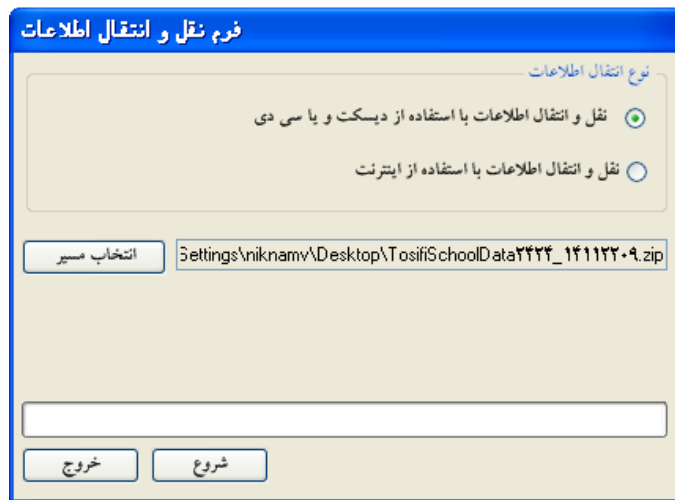 فرم نقل و انتقال اطلاعات
نوع انتقال اطلاعات
نقل و انتقال اطلاعات با استفاده از دیسکت و یا سی دی
نقل و انتقال اطلاعات با استفاده از اینترنت
Settings\niknamv\Desktop\TosifiSchoolData۲۴۲۴_۱۴۱۱۲۲۰۹.zip
انتخاب مسیر
شروع
خروج